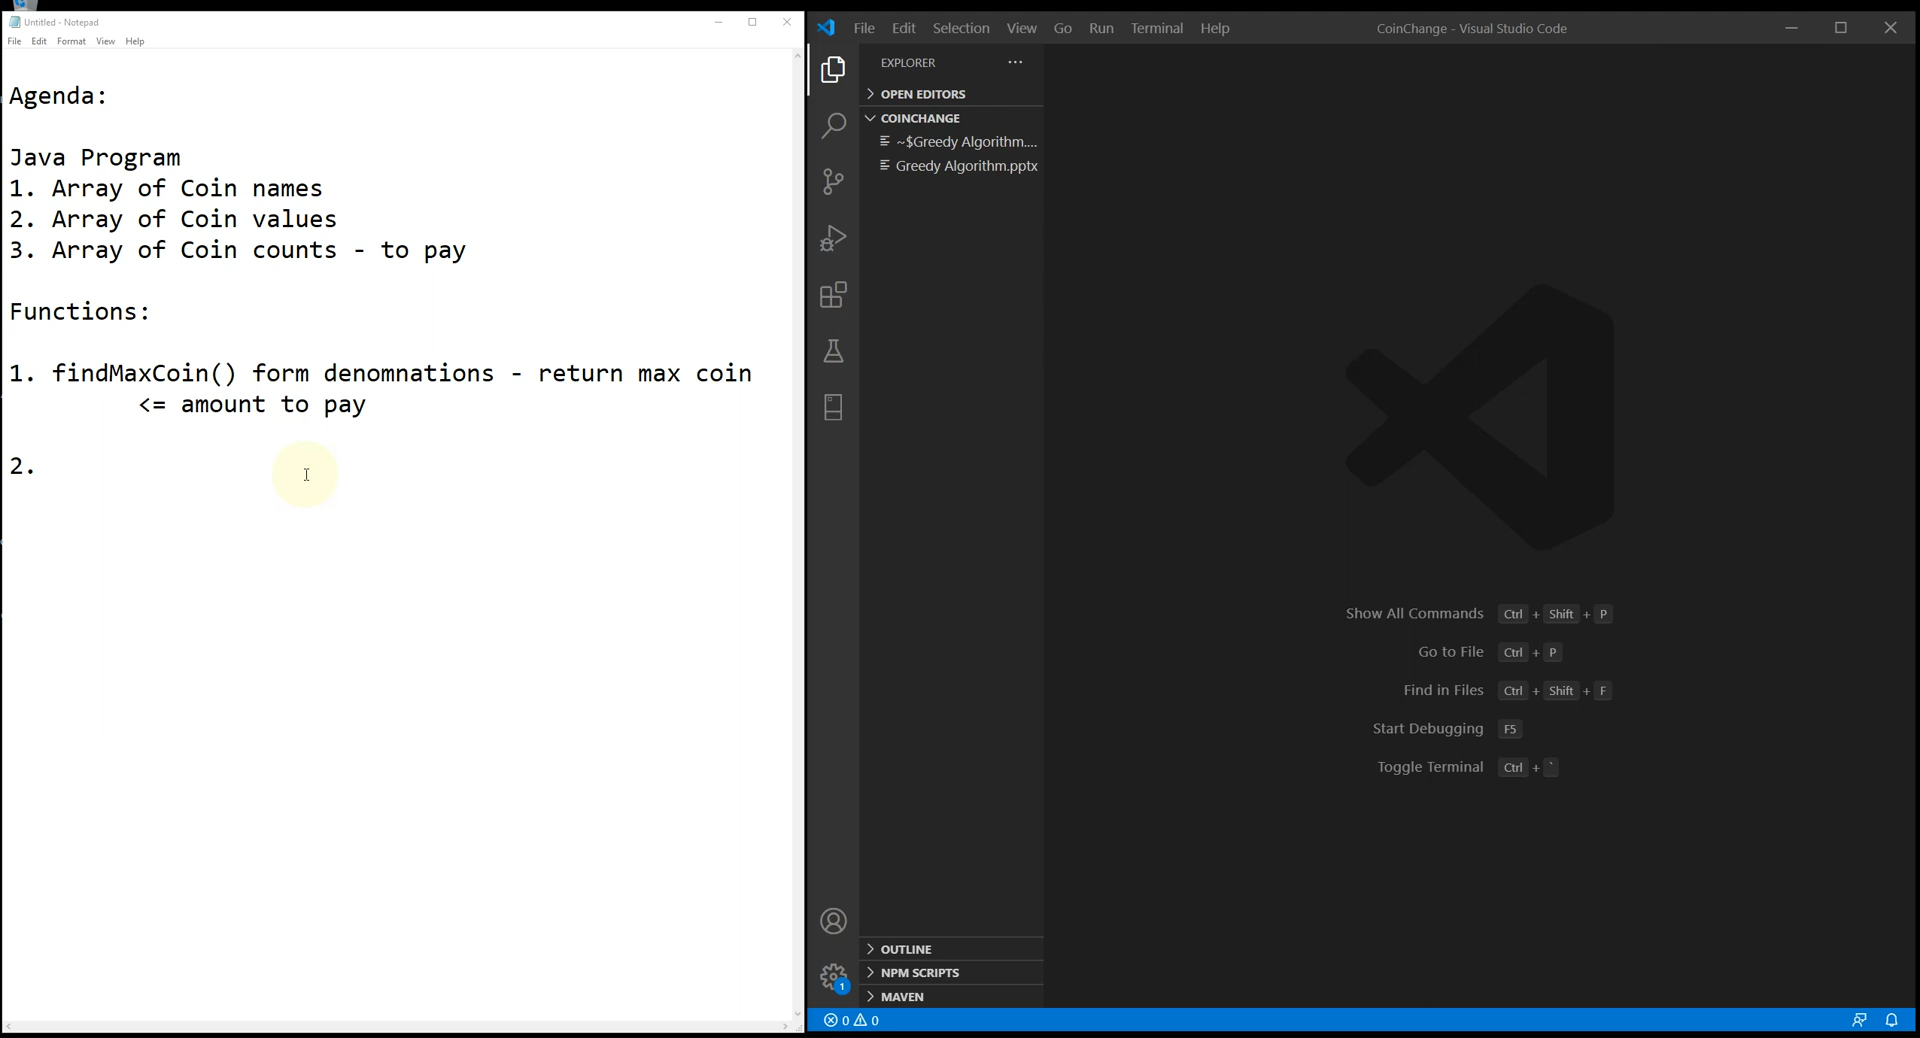 Untitled - Notepad
File Edit Format View Help
Agenda:
Java Program
1. Array of Coin names
2. Array of Coin values
3. Array of Coin counts - to pay
Functions:
1. findMaxCoin() form denomnations - return max coin
<= amount to pay
2.
File Edit Selection View Go Run Terminal Help
CoinChange - Visual Studio Code
EXPLORER ...
OPEN EDITORS
COINCHANGE
~$Greedy Algorithm....
Greedy Algorithm.pptx
Show All Commands Ctrl + Shift + P
Go to File Ctrl + P
Find in Files Ctrl + Shift + F
Start Debugging F5
Toggle Terminal Ctrl + `
OUTLINE
NPM SCRIPTS
1
MAVEN
0 0